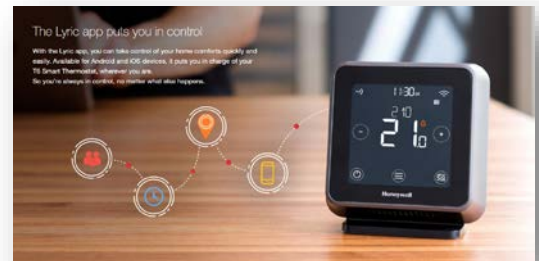 The Lyric app puts you in control
With the Lyric app, you can take control of your home comforts quickly and
easily. Available for Android and iOS devices, it puts you in charge of your
T6 Smart Thermostat, wherever you are.
So you're always in control, no matter what else happens.
11:30
21.0
21.0
Honeywell